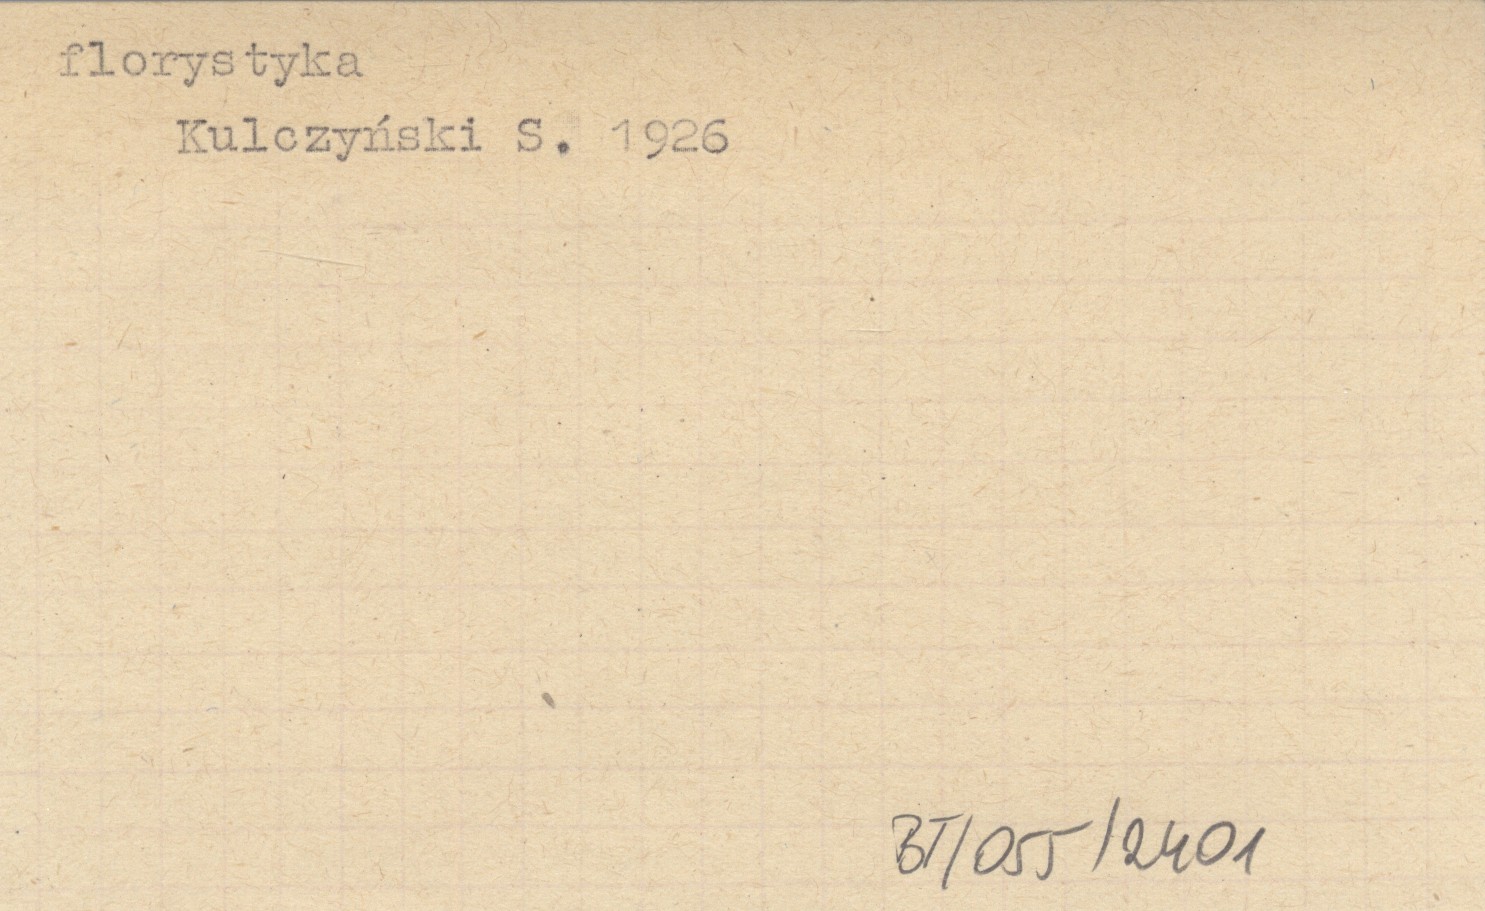 florystyka
Kulczyński S. 1926
BT/055/2401